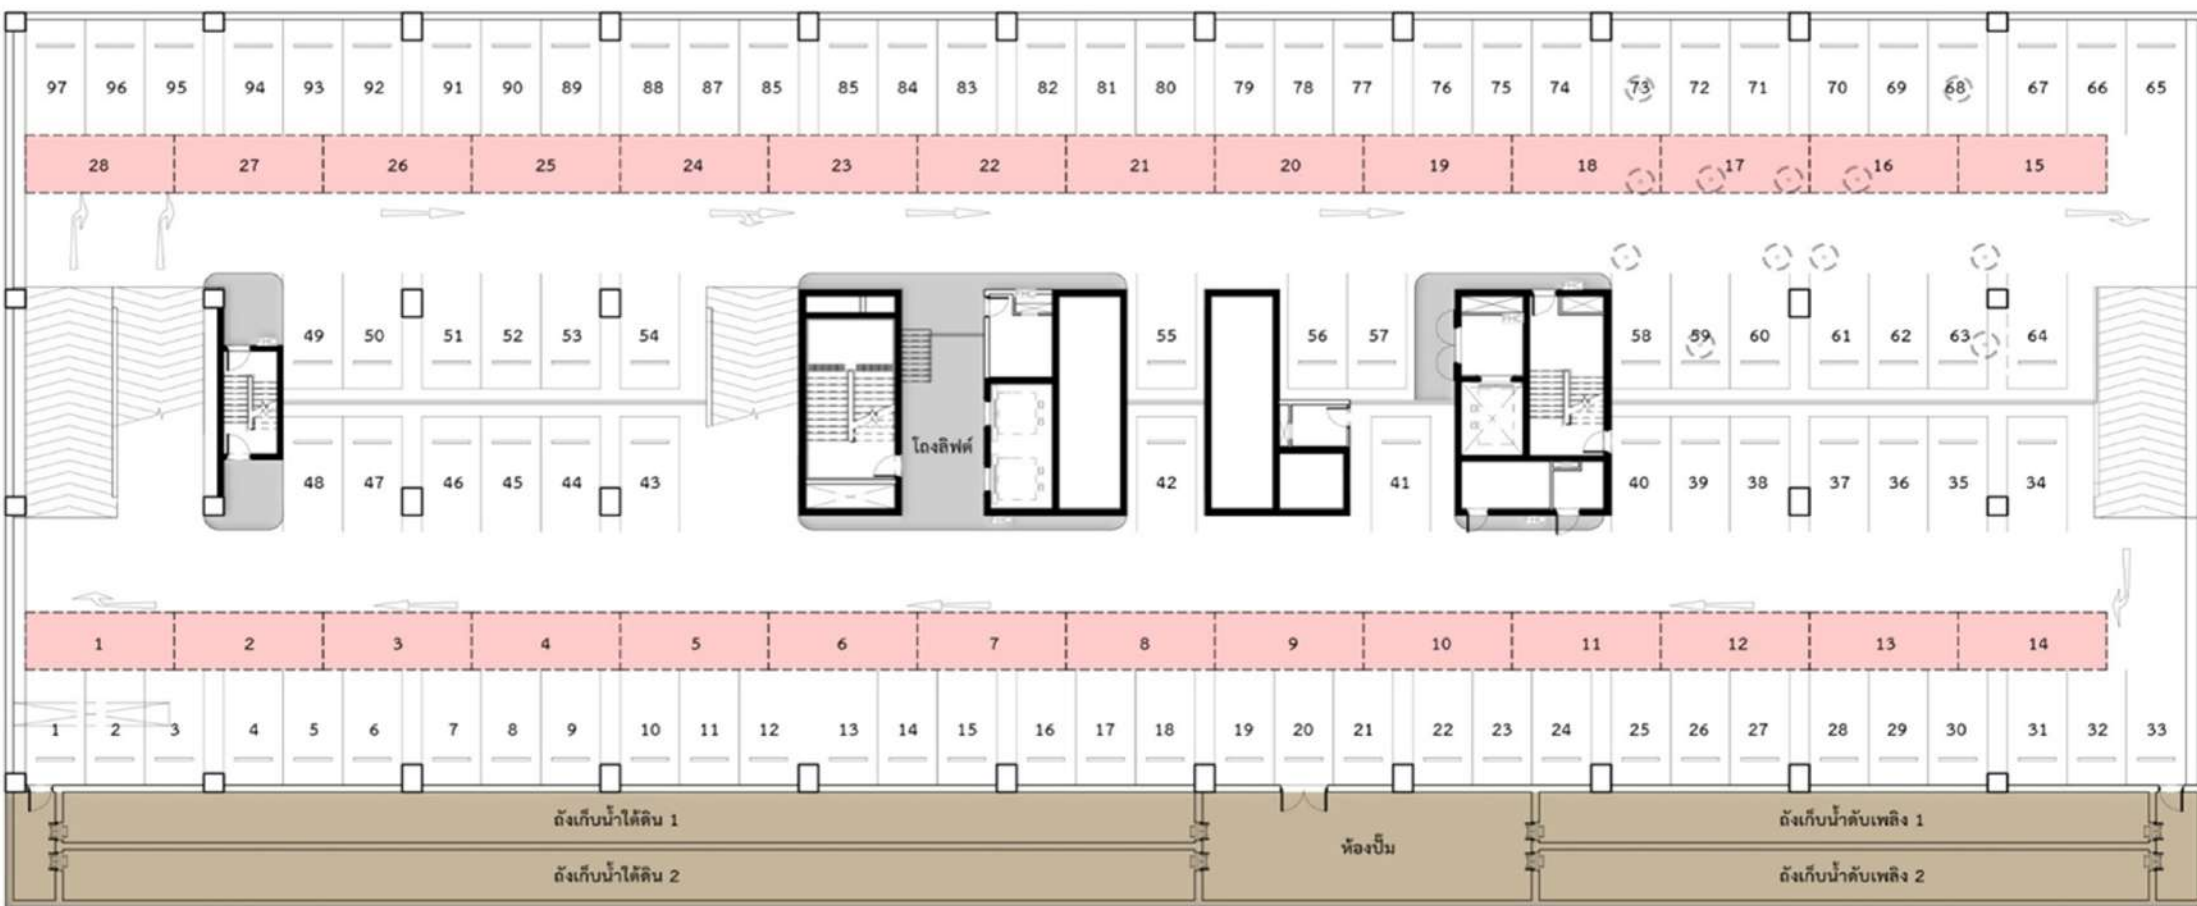 97 96 95 94 93 92 91 90 89 88 87 85 85 84 83 82 81 80 79 78 77 76 75 74 73 72 71 70 69 68 67 66 65
28 27 26 25 24 23 22 21 20 19 18 17 16 15
FHC
FHC
FHC
49 50 51 52 53 54 55 56 57 58 59 60 61 62 63 64
โถงลิฟต์
48 47 46 45 44 43 42 41 40 39 38 37 36 35 34
1 2 3 4 5 6 7 8 9 10 11 12 13 14
1 2 3 4 5 6 7 8 9 10 11 12 13 14 15 16 17 18 19 20 21 22 23 24 25 26 27 28 29 30 31 32 33
ถังเก็บน้ำใต้ดิน 1
ถังเก็บน้ำดับเพลิง 1
ห้องปั๊ม
ถังเก็บน้ำใต้ดิน 2
ถังเก็บน้ำดับเพลิง 2